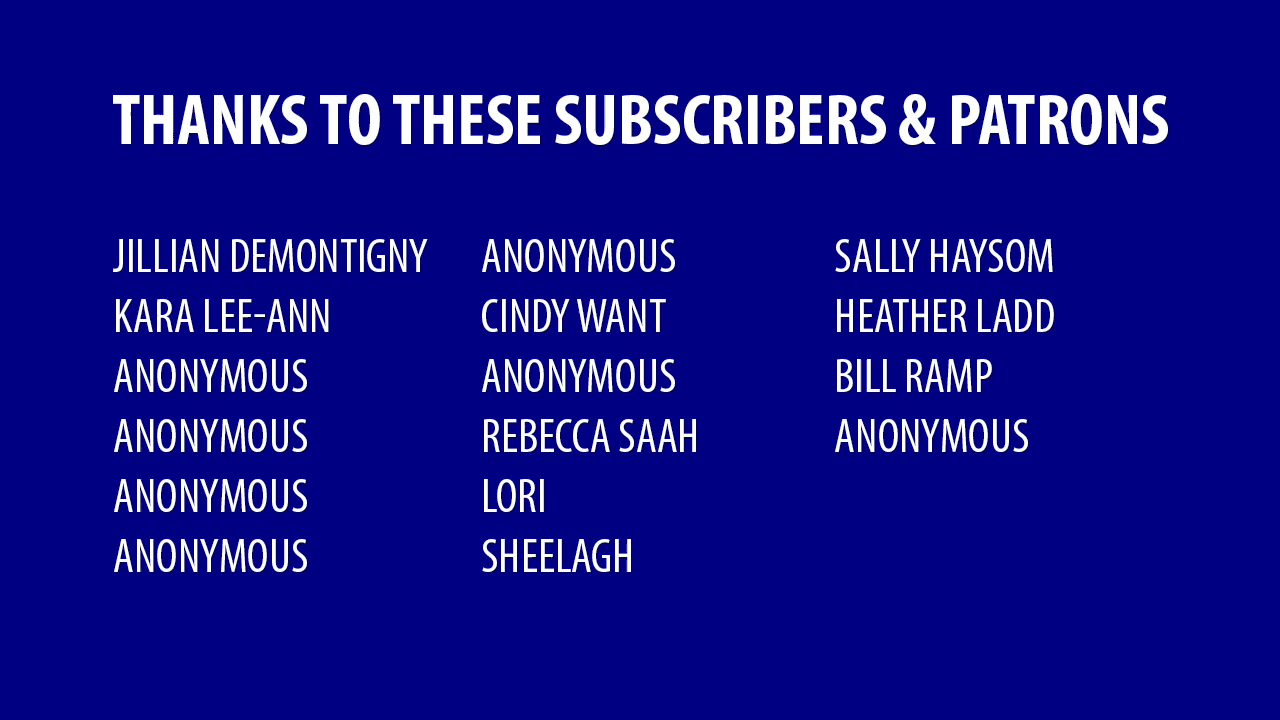 THANKS TO THESE SUBSCRIBERS & PATRONS
JILLIAN DEMONTIGNY
KARA LEE-ANN
ANONYMOUS
ANONYMOUS
ANONYMOUS
ANONYMOUS
ANONYMOUS
CINDY WANT
ANONYMOUS
REBECCA SAAH
LORI
SHEELAGH
SALLY HAYSOM
HEATHER LADD
BILL RAMP
ANONYMOUS